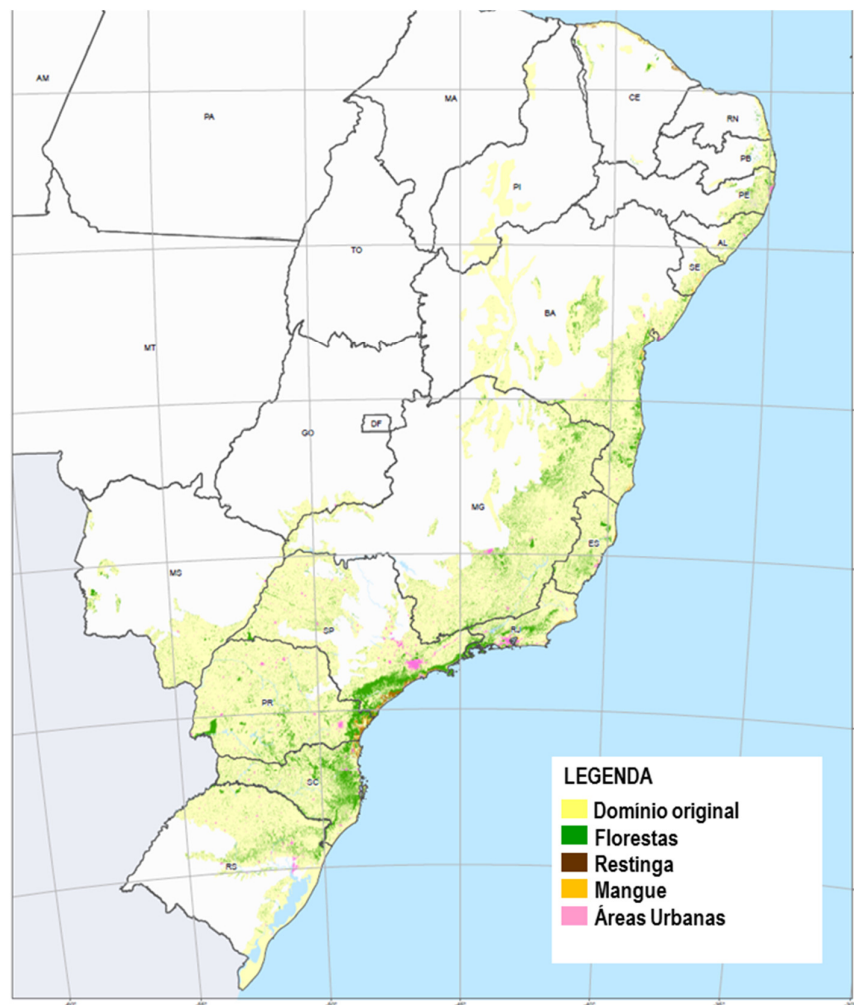 AM
PA
MA
CE
RN
PB
PI
PE
TO
AL
SE
BA
MT
DF
GO
MG
ES
MS
SP
RJ
PR
SC
RS
LEGENDA
Domínio original
Florestas
Restinga
Mangue
Áreas Urbanas